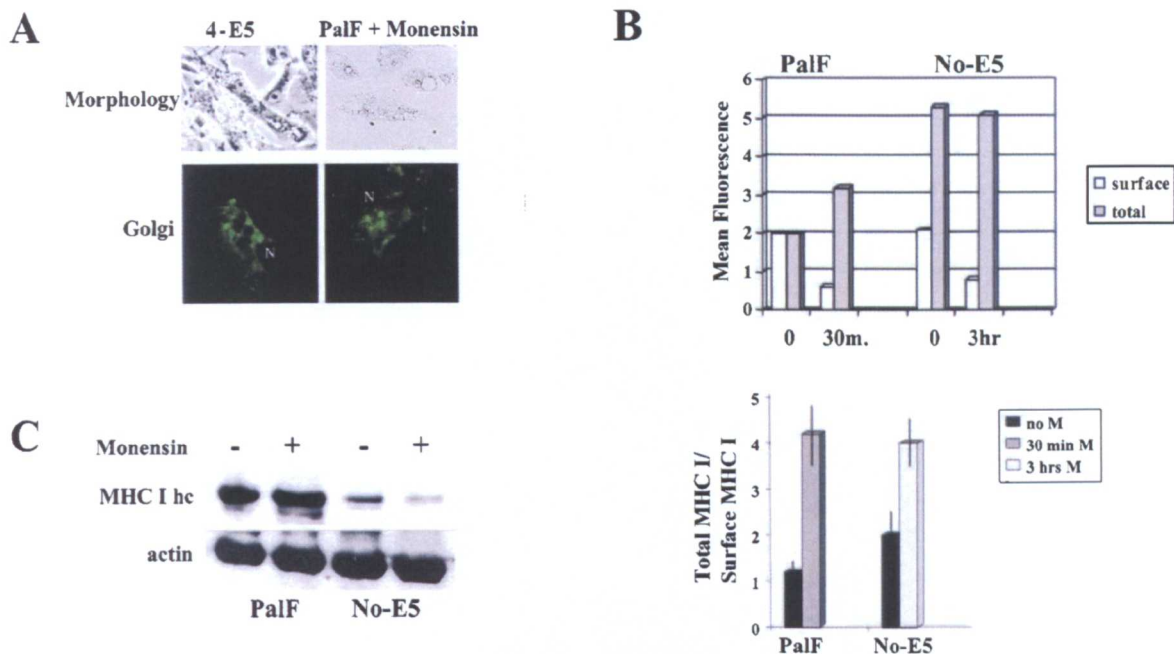 A
4-E5 PalF + Monensin
Morphology
Golgi
N
N
B
PalF No-E5
Mean Fluorescence
6
5
4
3
2
1
0
0 30m. 0 3hr
surface
total
Total MHC I/
Surface MHC I
5
4
3
2
1
0
PalF No-E5
no M
30 min M
3 hrs M
C
Monensin - + - +
MHC I hc
actin
PalF No-E5